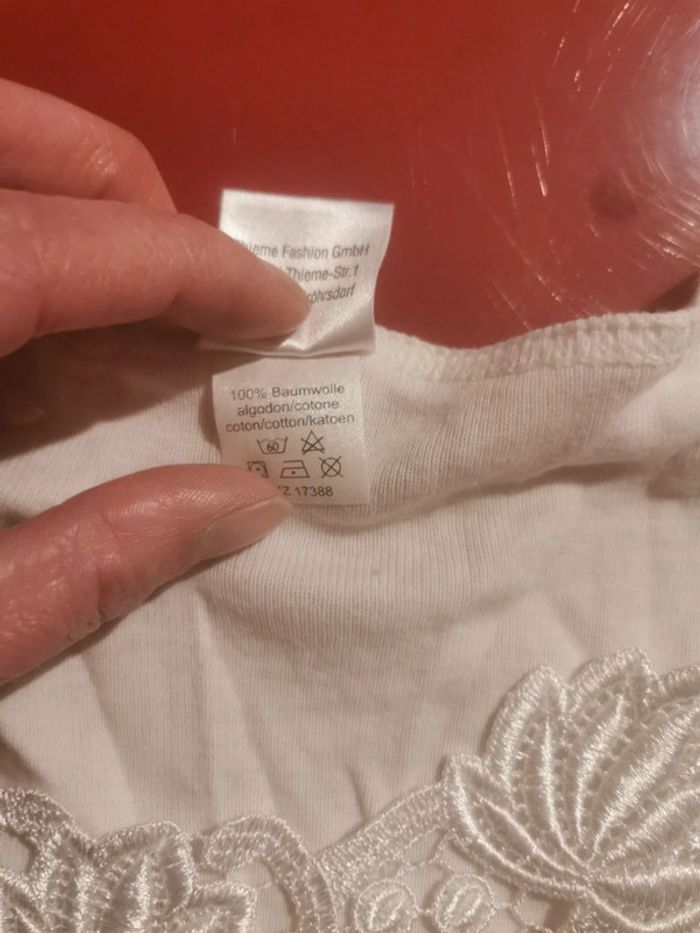 Fashion GmbH
Thieme-Str.1
100% Baumwolle
algodon/cotone
coton/cotton/katoen
60
17388